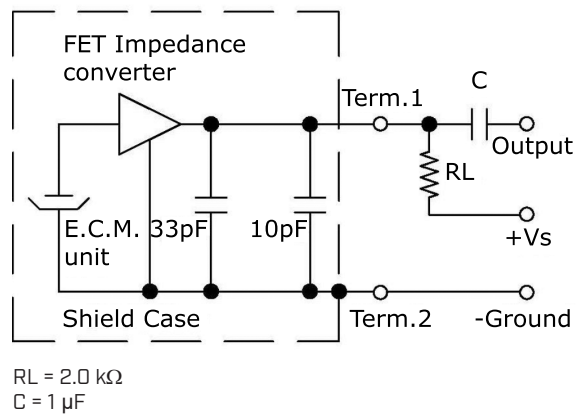 FET Impedance
converter
C
Term.1
Output
RL
E.C.M. 33pF 10pF
unit
+Vs
Shield Case
Term.2
-Ground
RL = 2.0 kΩ
C = 1 µF